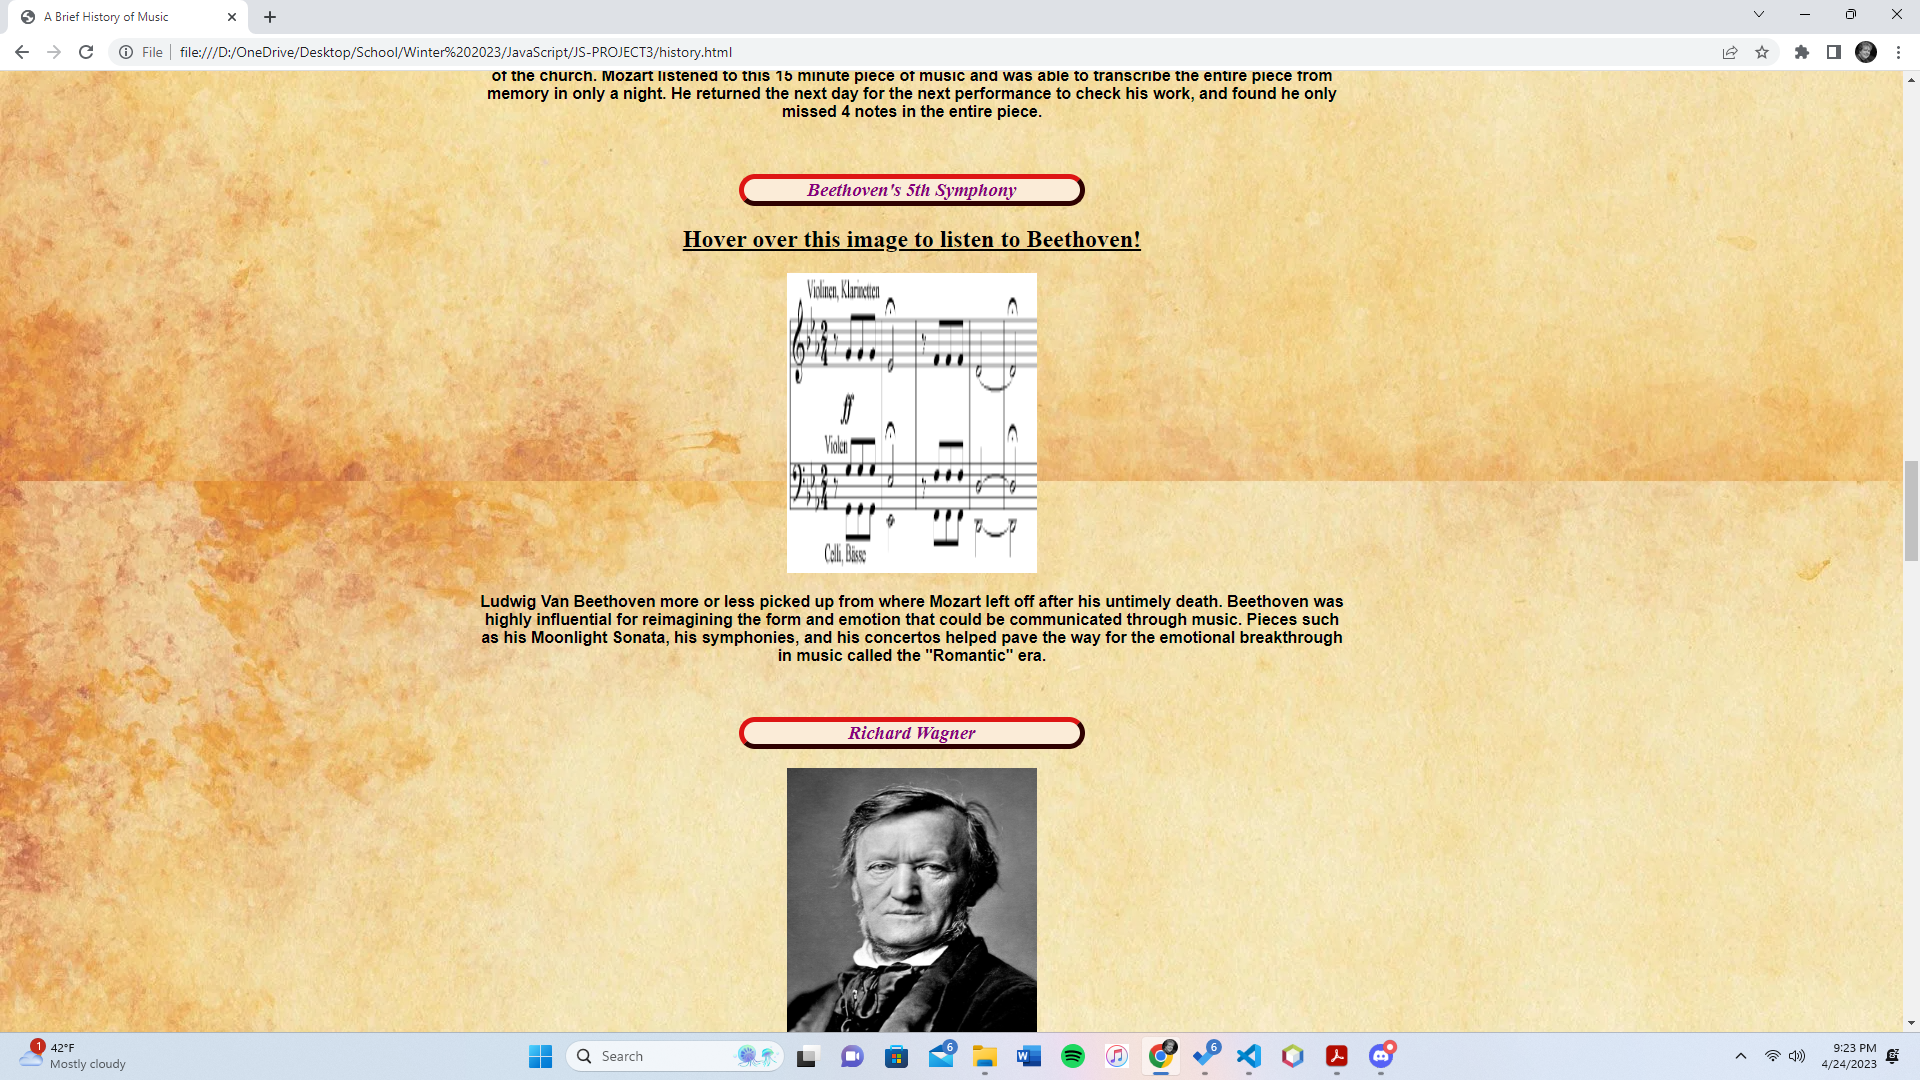 A Brief History of Music
File
file:///D:/OneDrive/Desktop/School/Winter%202023/JavaScript/JS-PROJECT3/history.html
of the church. Mozart listened to this 15 minute piece of music and was able to transcribe the entire piece from
memory in only a night. He returned the next day for the next performance to check his work, and found he only
missed 4 notes in the entire piece.
Beethoven's 5th Symphony
Hover over this image to listen to Beethoven!
Violinen, Klarinetten
ff
Violen
Celli, Bässe
Ludwig Van Beethoven more or less picked up from where Mozart left off after his untimely death. Beethoven was
highly influential for reimagining the form and emotion that could be communicated through music. Pieces such
as his Moonlight Sonata, his symphonies, and his concertos helped pave the way for the emotional breakthrough
in music called the "Romantic" era.
Richard Wagner
1
42°F
Mostly cloudy
Search
6
6
9:23 PM
4/24/2023